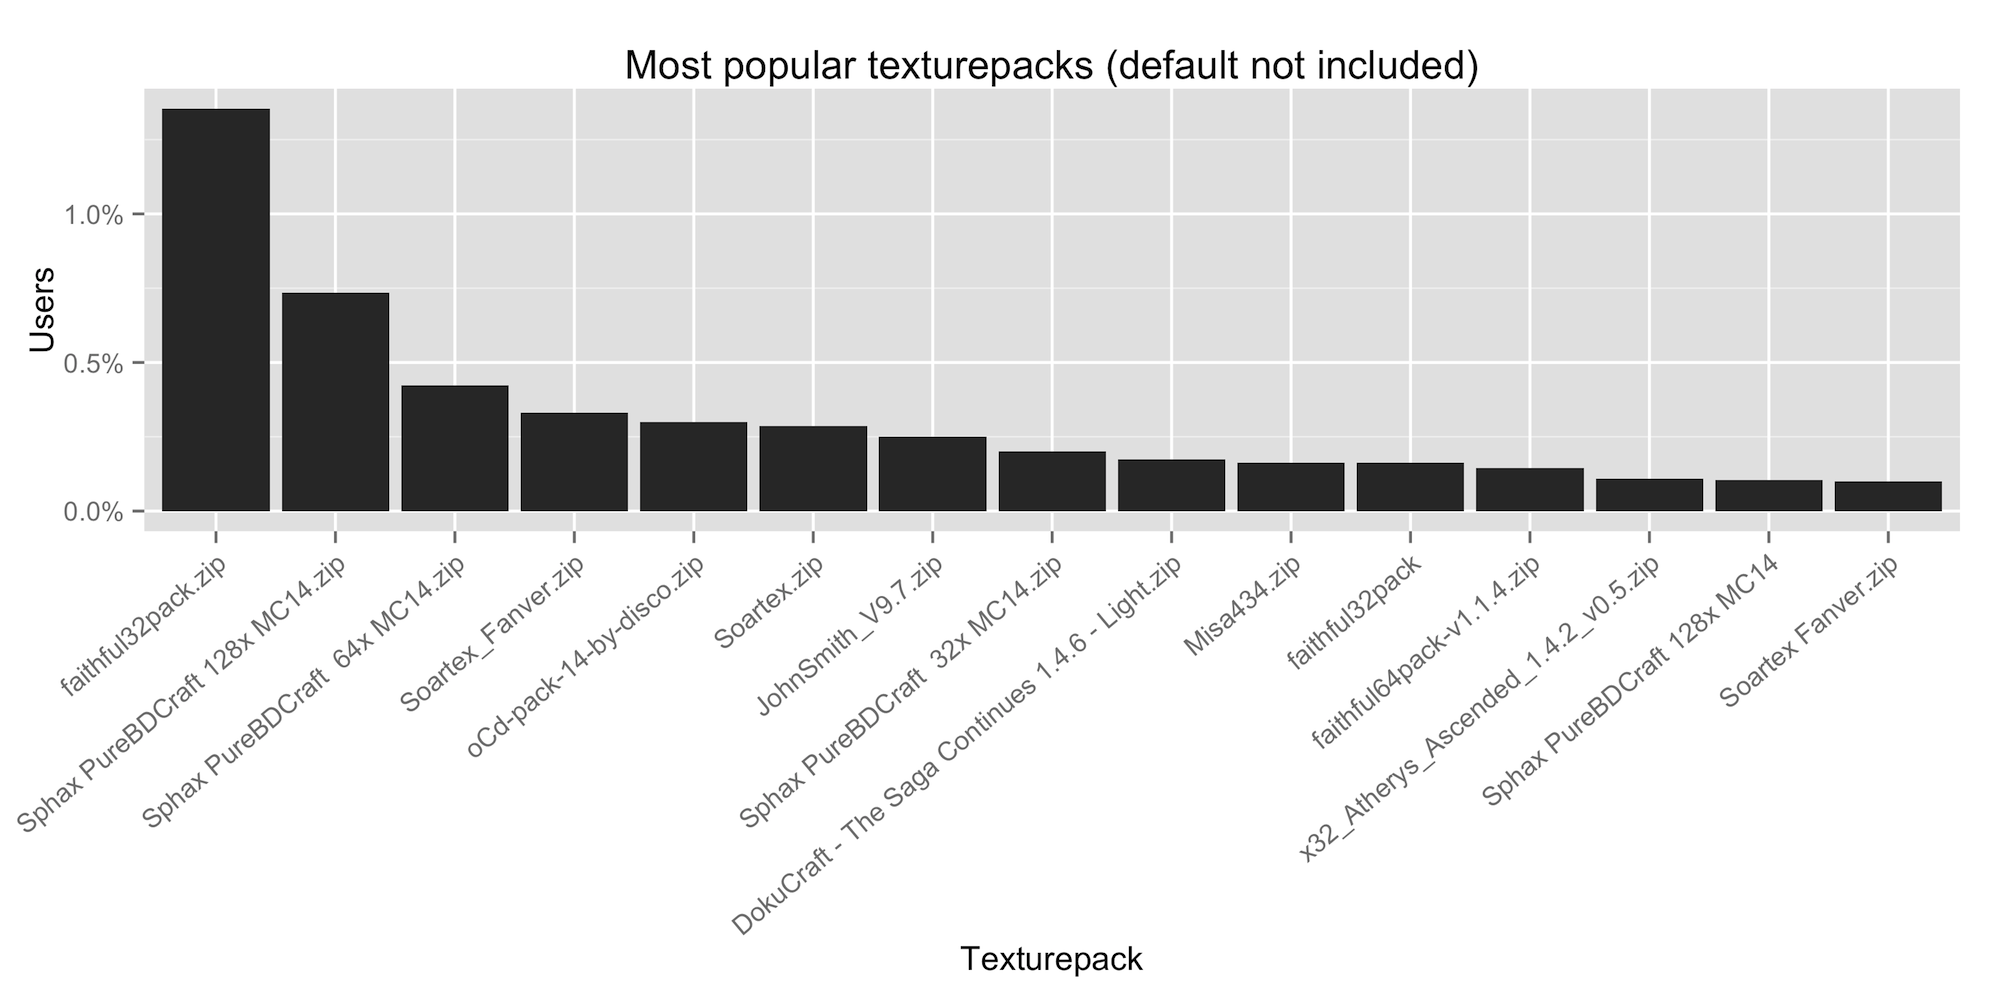 Most popular texturepacks (default not included)
Users
1.0%
0.5%
0.0%
faithful32pack.zip
Sphax PureBDCraft 128x MC14.zip
Sphax PureBDCraft  64x MC14.zip
Soartex_Fanver.zip
oCd-pack-14-by-disco.zip
Soartex.zip
JohnSmith_V9.7.zip
Sphax PureBDCraft  32x MC14.zip
DokuCraft - The Saga Continues 1.4.6 - Light.zip
Misa434.zip
faithful32pack
faithful64pack-v1.1.4.zip
x32_Atherys_Ascended_1.4.2_v0.5.zip
Sphax PureBDCraft 128x MC14
Soartex Fanver.zip
Texturepack